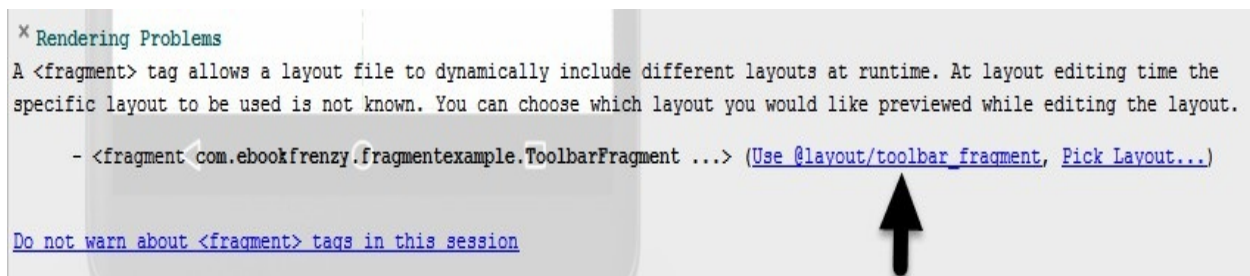 × Rendering Problems
A <fragment> tag allows a layout file to dynamically include different layouts at runtime. At layout editing time the
specific layout to be used is not known. You can choose which layout you would like previewed while editing the layout.
- <fragment com.ebookfrenzy.fragmentexample.ToolbarFragment ...> (Use @layout/toolbar_fragment, Pick Layout...)
Do not warn about <fragment> tags in this session